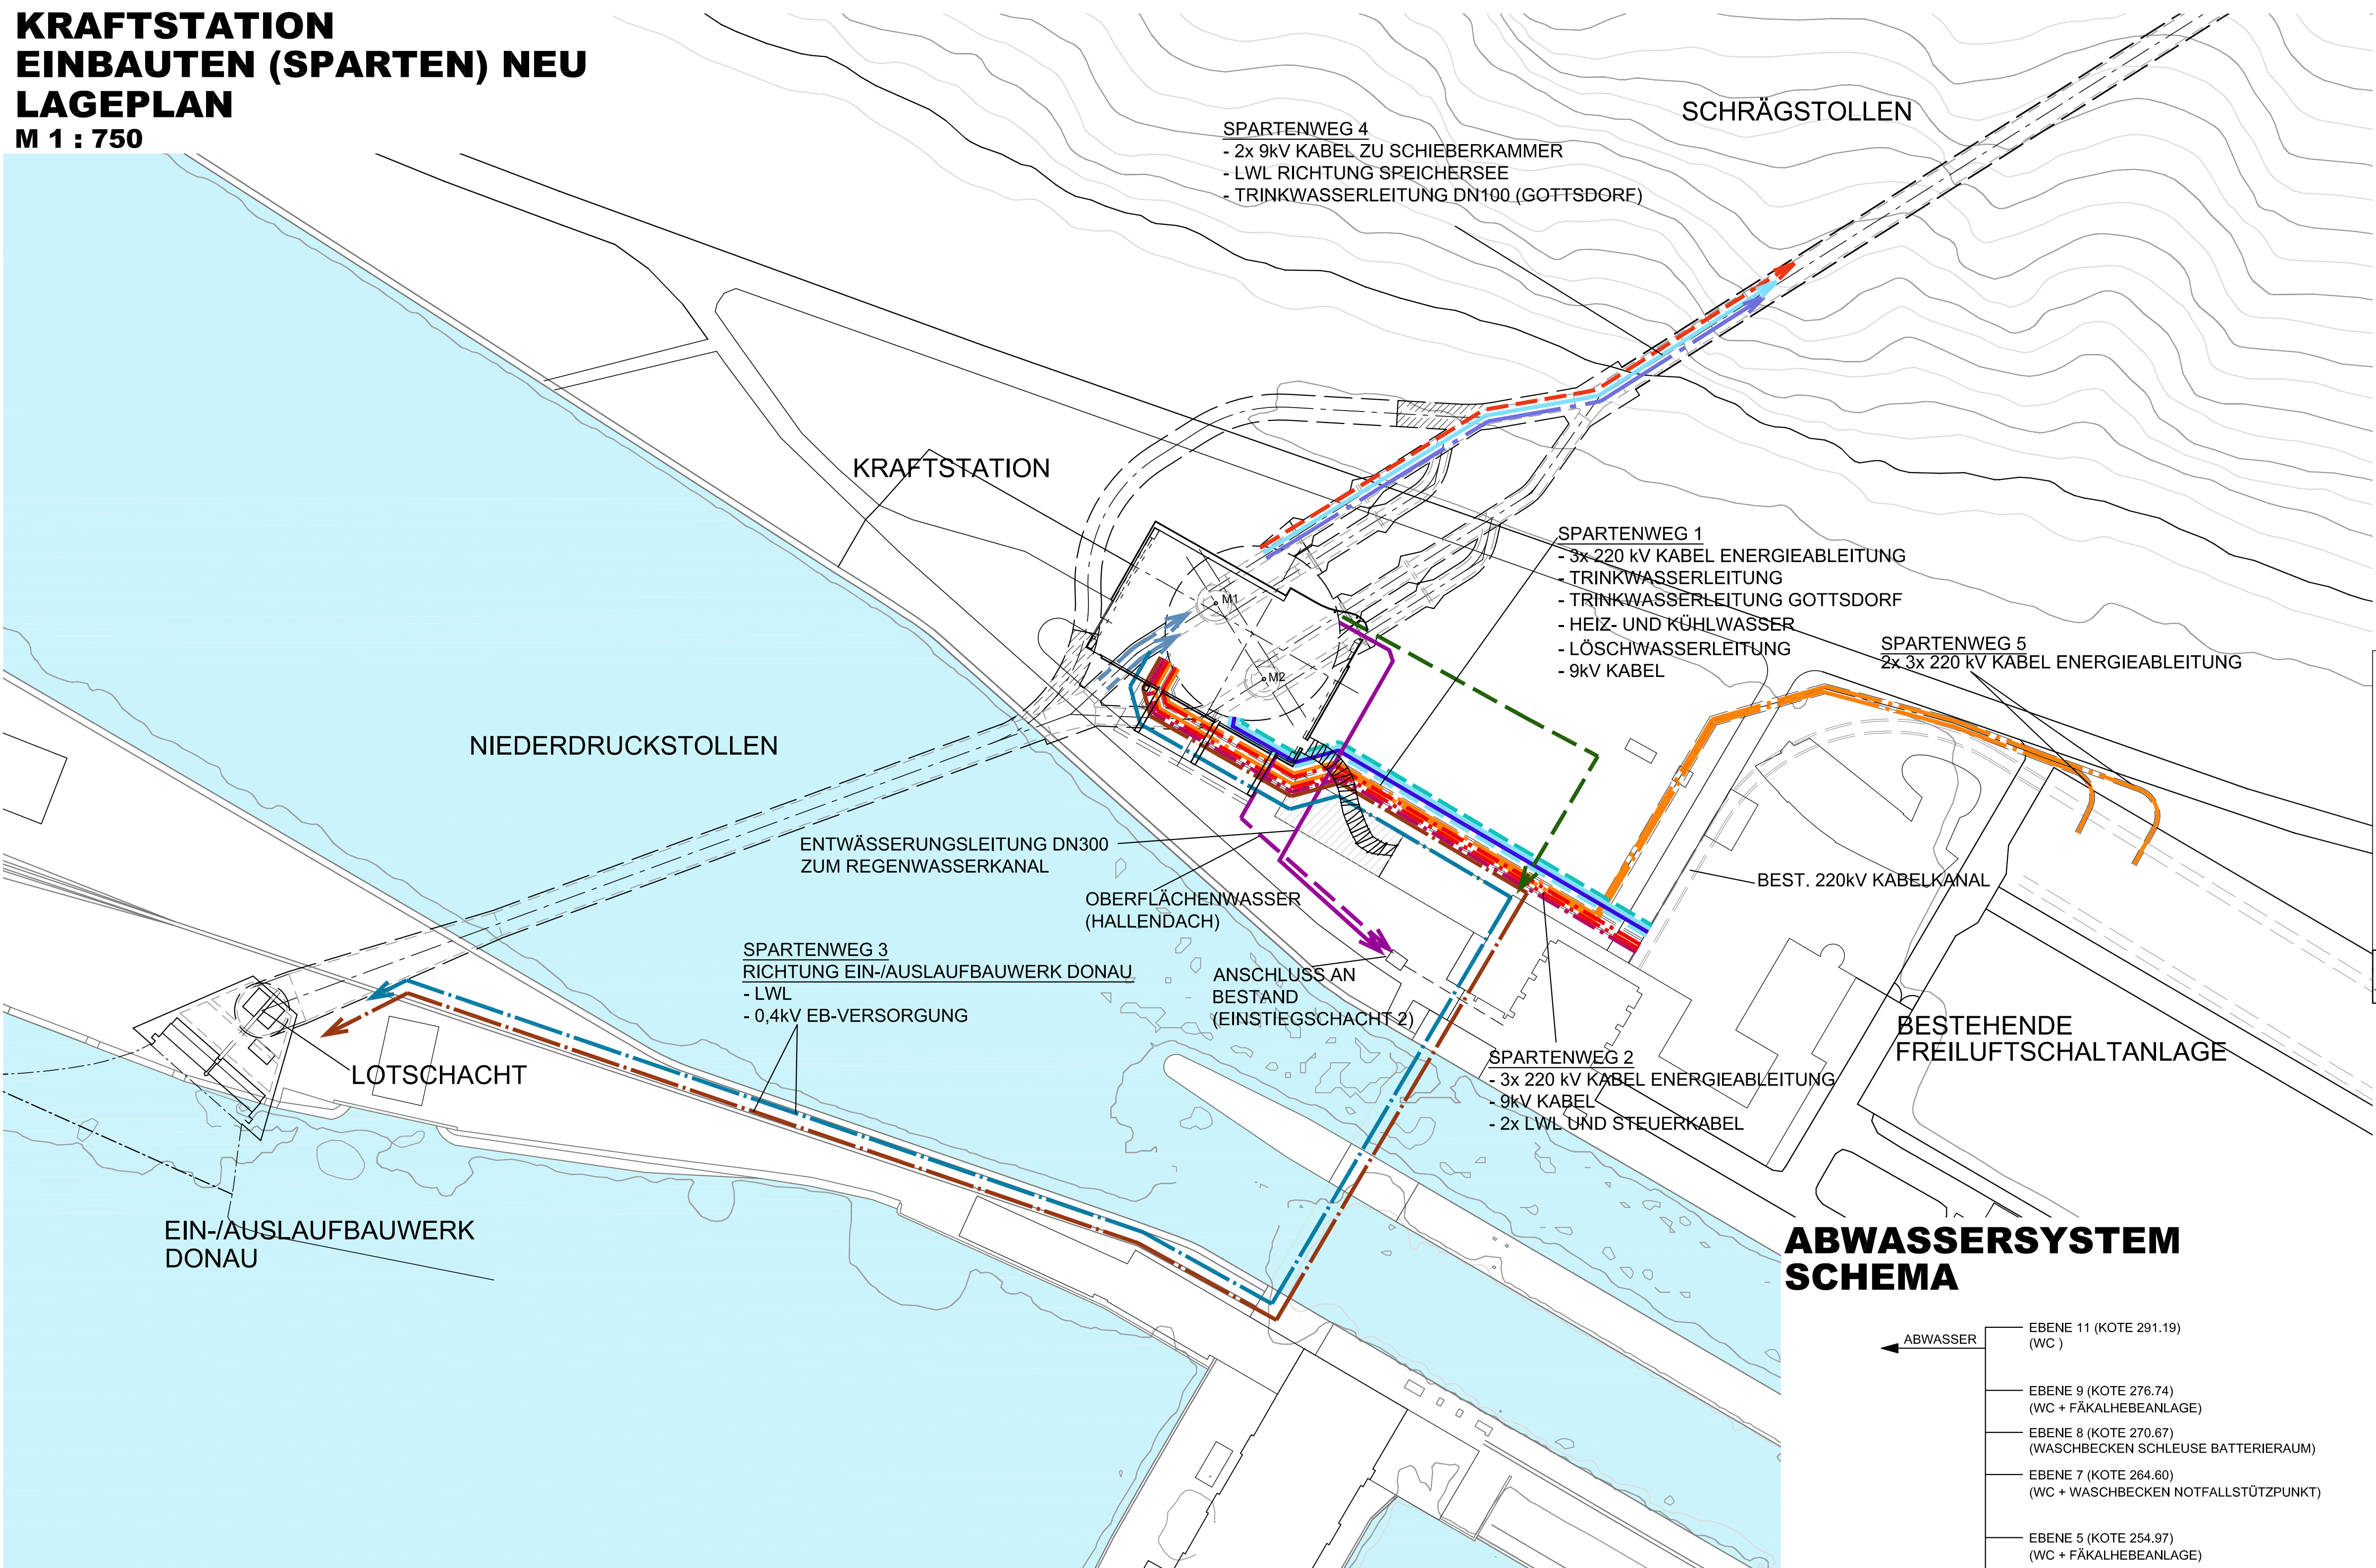 KRAFTSTATION
EINBAUTEN (SPARTEN) NEU
LAGEPLAN
M 1 : 750
SCHRÄGSTOLLEN
SPARTENWEG 4
- 2x 9kV KABEL ZU SCHIEBERKAMMER
- LWL RICHTUNG SPEICHERSEE
- TRINKWASSERLEITUNG DN100 (GOTTSDORF)
KRAFTSTATION
SPARTENWEG 1
- 3x 220 kV KABEL ENERGIEABLEITUNG
- TRINKWASSERLEITUNG
- TRINKWASSERLEITUNG GOTTSDORF
- HEIZ- UND KÜHLWASSER
- LÖSCHWASSERLEITUNG
- 9kV KABEL
SPARTENWEG 5
2x 3x 220 kV KABEL ENERGIEABLEITUNG
M1
M2
NIEDERDRUCKSTOLLEN
ENTWÄSSERUNGSLEITUNG DN300
ZUM REGENWASSERKANAL
OBERFLÄCHENWASSER
(HALLENDACH)
BEST. 220kV KABELKANAL
SPARTENWEG 3
RICHTUNG EIN-/AUSLAUFBAUWERK DONAU
- LWL
- 0,4kV EB-VERSORGUNG
ANSCHLUSS AN
BESTAND
(EINSTIEGSCHACHT 2)
BESTEHENDE
FREILUFTSCHALTANLAGE
SPARTENWEG 2
- 3x 220 kV KABEL ENERGIEABLEITUNG
- 9kV KABEL
- 2x LWL UND STEUERKABEL
LOTSCHACHT
EIN-/AUSLAUFBAUWERK
DONAU
ABWASSERSYSTEM
SCHEMA
ABWASSER
EBENE 11 (KOTE 291.19)
(WC )
EBENE 9 (KOTE 276.74)
(WC + FÄKALHEBEANLAGE)
EBENE 8 (KOTE 270.67)
(WASCHBECKEN SCHLEUSE BATTERIERAUM)
EBENE 7 (KOTE 264.60)
(WC + WASCHBECKEN NOTFALLSTÜTZPUNKT)
EBENE 5 (KOTE 254.97)
(WC + FÄKALHEBEANLAGE)